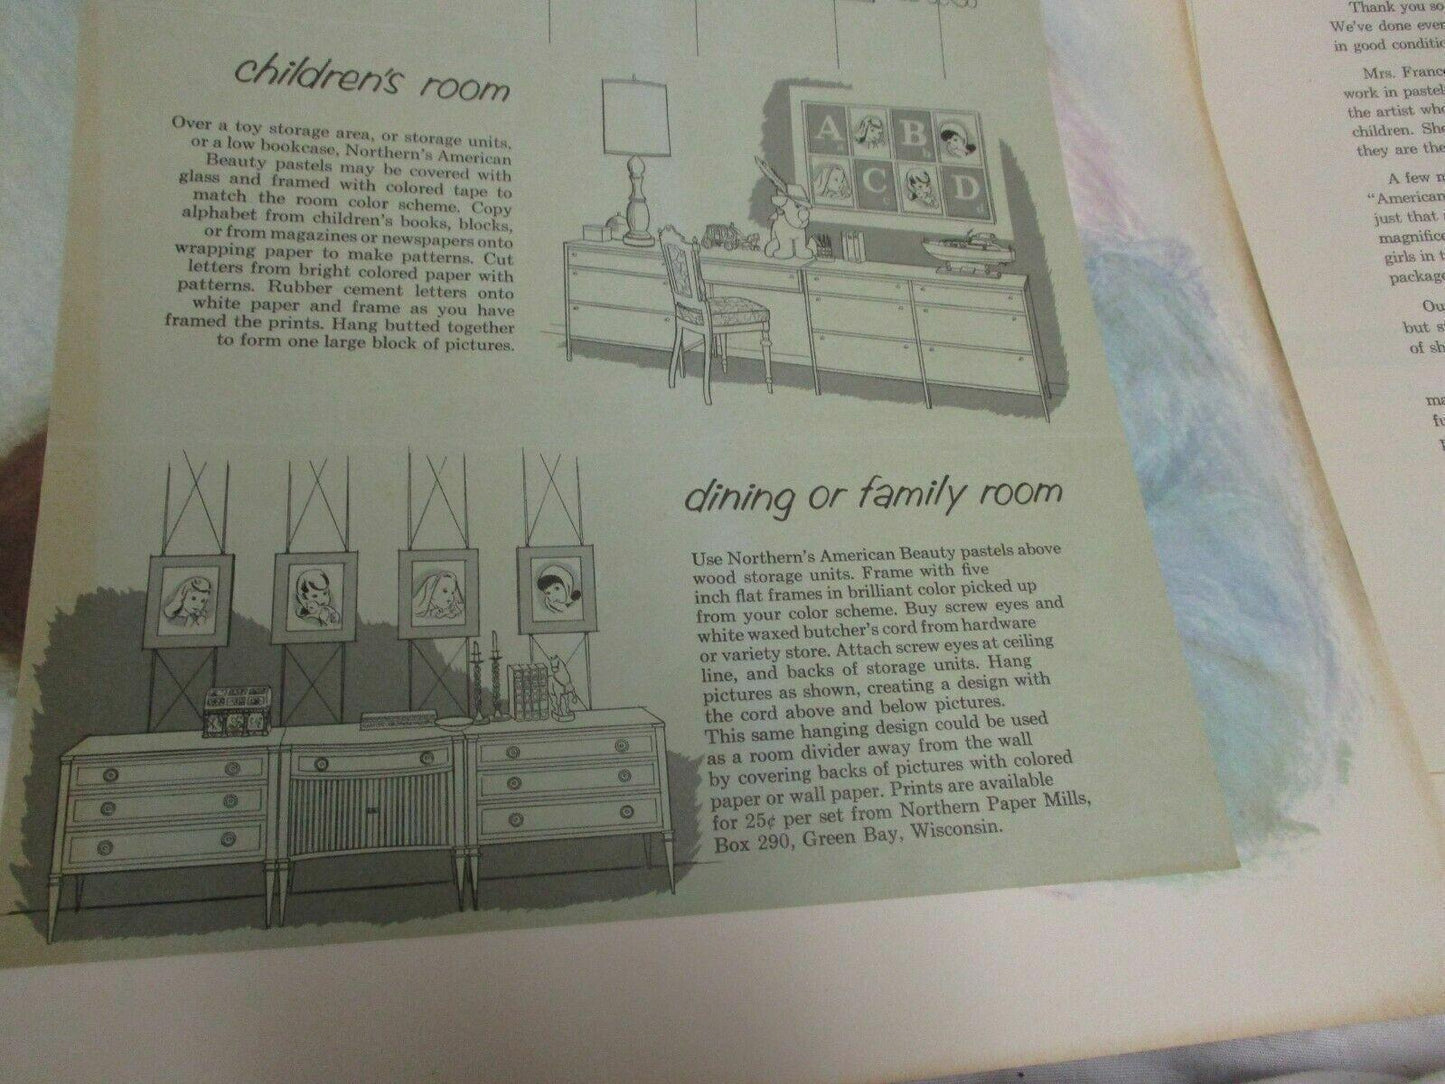 children's room
Over a toy storage area, or storage units,
or a low bookcase, Northern's American
Beauty pastels may be covered with
glass and framed with colored tape to
match the room color scheme. Copy
alphabet from children's books, blocks,
or from magazines or newspapers onto
wrapping paper to make patterns. Cut
letters from bright colored paper with
patterns. Rubber cement letters onto
white paper and frame as you have
framed the prints. Hang butted together
to form one large block of pictures.
A B
C D
dining or family room
Use Northern's American Beauty pastels above
wood storage units. Frame with five
inch flat frames in brilliant color picked up
from your color scheme. Buy screw eyes and
white waxed butcher's cord from hardware
or variety store. Attach screw eyes at ceiling
line, and backs of storage units. Hang
pictures as shown, creating a design with
the cord above and below pictures.
This same hanging design could be used
as a room divider away from the wall
by covering backs of pictures with colored
paper or wall paper. Prints are available
for 25¢ per set from Northern Paper Mills,
Box 290, Green Bay, Wisconsin.
Thank you so
We've done ever
in good conditio
Mrs. Franc
work in pastel
the artist who
children. She
they are the
A few m
"American
just that
magnifice
girls in t
package
Ou
but s
of sh
ma
fu